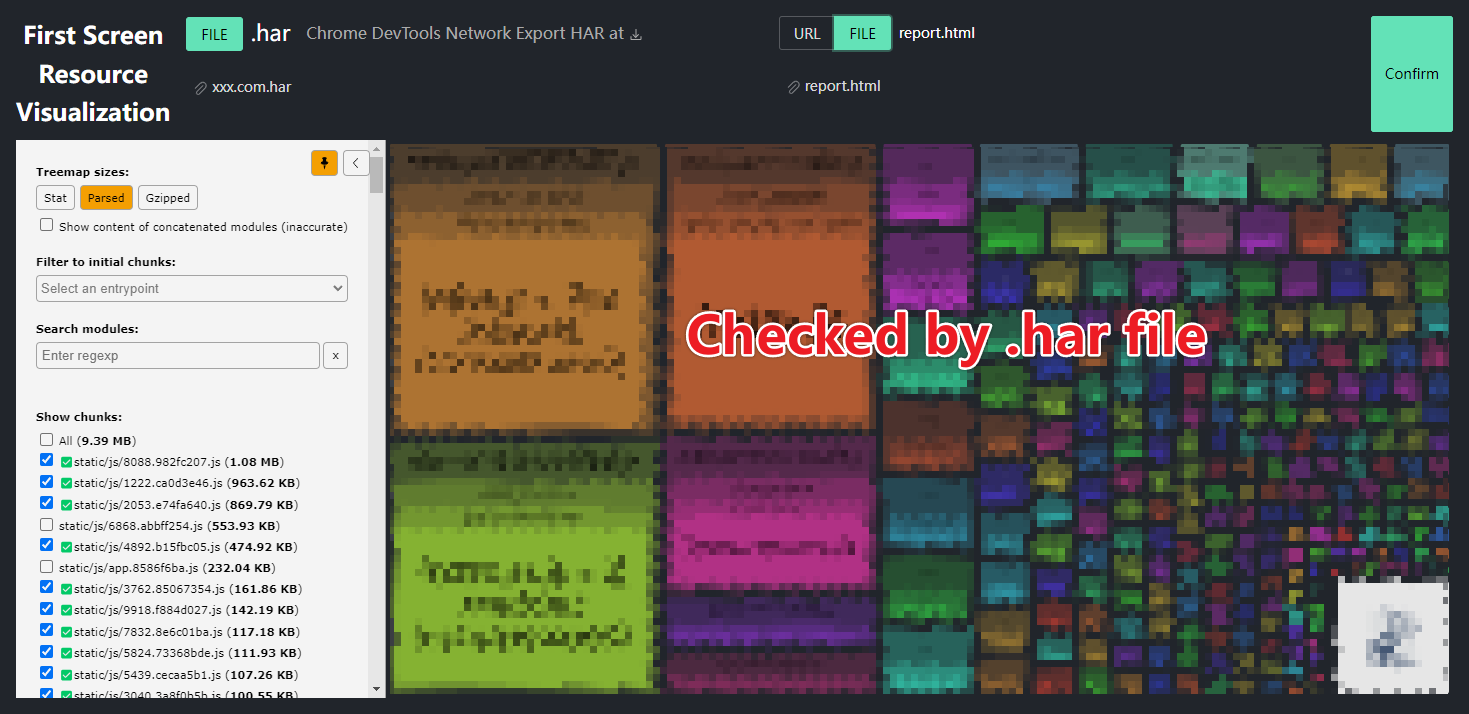 First Screen
Resource
Visualization
FILE .har Chrome DevTools Network Export HAR at
xxx.com.har
URL FILE report.html
report.html
Confirm
Treemap sizes:
Stat Parsed Gzipped
Show content of concatenated modules (inaccurate)
Filter to initial chunks:
Select an entrypoint
Search modules:
Enter regexp x
Show chunks:
All (9.39 MB)
static/js/8088.982fc207.js (1.08 MB)
static/js/1222.ca0d3e46.js (963.62 KB)
static/js/2053.e74fa640.js (869.79 KB)
static/js/6868.abbff254.js (553.93 KB)
static/js/4892.b15fbc05.js (474.92 KB)
static/js/app.8586f6ba.js (232.04 KB)
static/js/3762.85067354.js (161.86 KB)
static/js/9918.f884d027.js (142.19 KB)
static/js/7832.8e6c01ba.js (117.18 KB)
static/js/5824.73368bde.js (111.93 KB)
static/js/5439.cecaa5b1.js (107.26 KB)
static/js/3040.3a8f0b5b.js (100.55 KB)
Checked by .har file